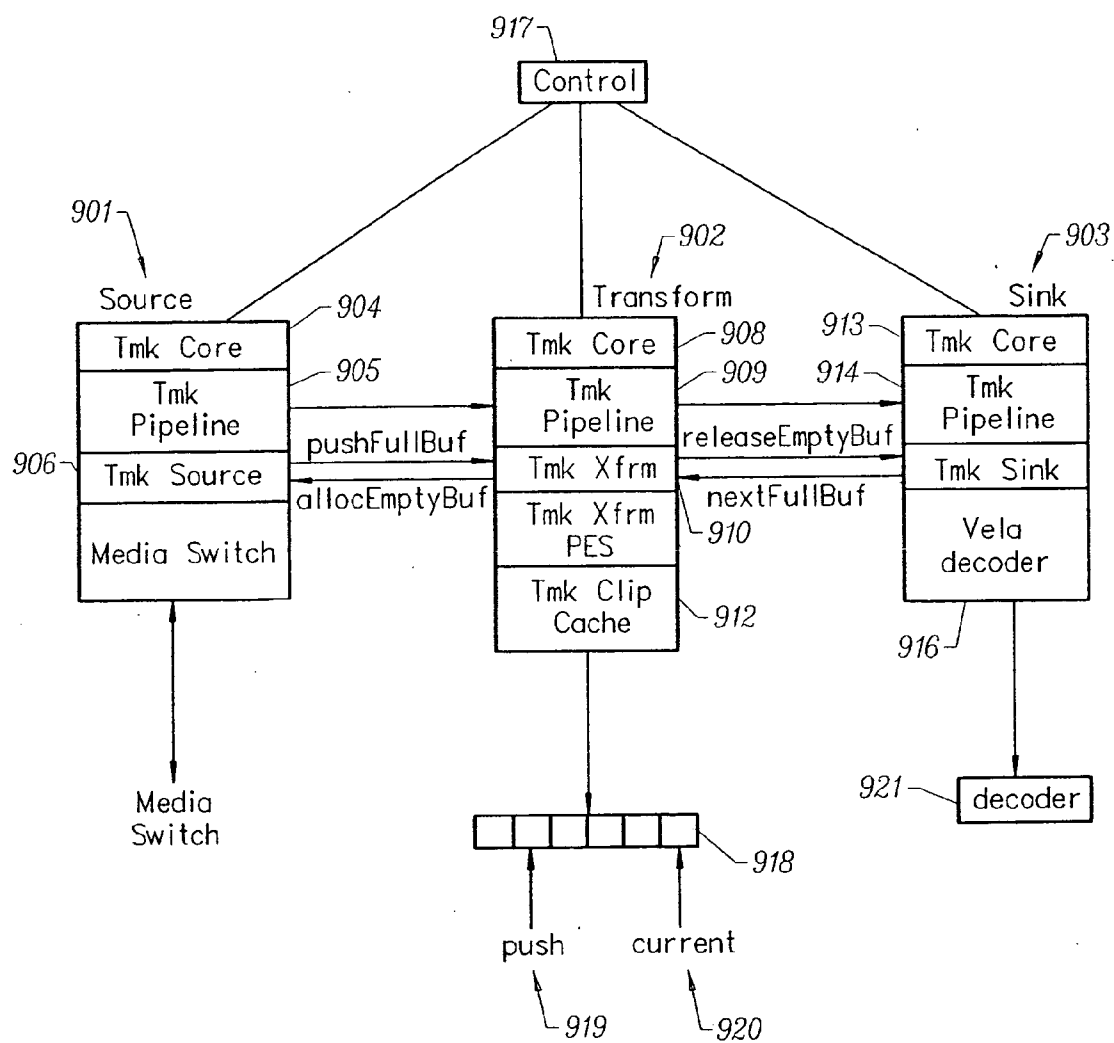 917
Control
901
902
903
Source
Transform
Sink
904
908
913
Tmk Core
Tmk Core
Tmk Core
905
909
914
Tmk
Pipeline
Tmk
Pipeline
Tmk
Pipeline
pushFullBuf
releaseEmptyBuf
906
Tmk Source
Tmk Xfrm
Tmk Sink
allocEmptyBuf
nextFullBuf
910
Media Switch
Tmk Xfrm
PES
Vela
decoder
Tmk Clip
Cache
912
916
Media
Switch
921
decoder
918
push
current
919
920